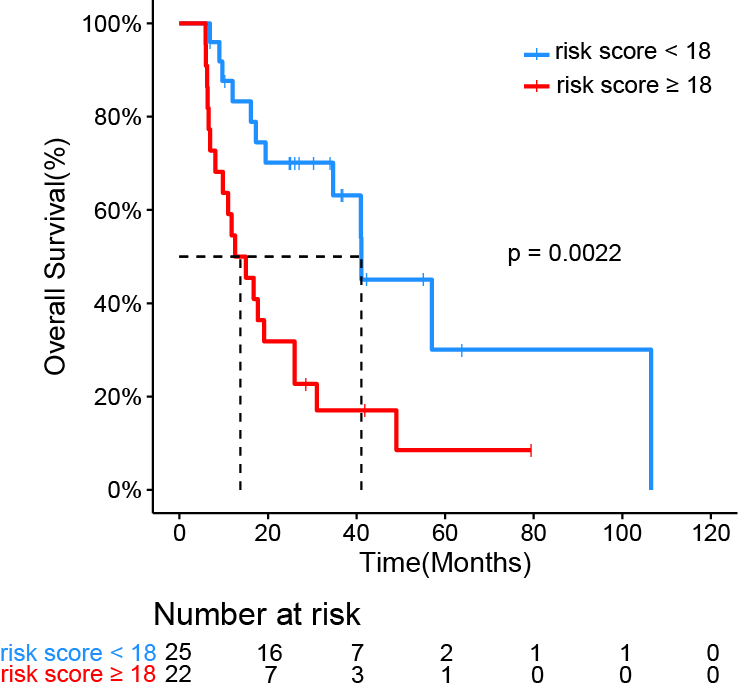 100%
80%
60%
40%
20%
0%
Overall Survival(%)
risk score < 18
risk score ≥ 18
p = 0.0022
0 20 40 60 80 100 120
Time(Months)
Number at risk
risk score < 18 25 16 7 2 1 1 0
risk score ≥ 18 22 7 3 1 0 0 0